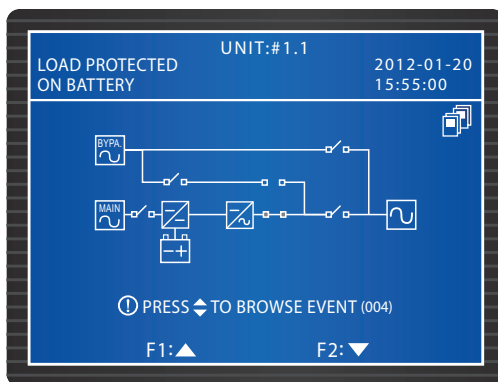 UNIT:#1.1
LOAD PROTECTED
ON BATTERY
2012-01-20
15:55:00
BYPA.
MAIN
! PRESS TO BROWSE EVENT (004)
F1:▲ F2:▼